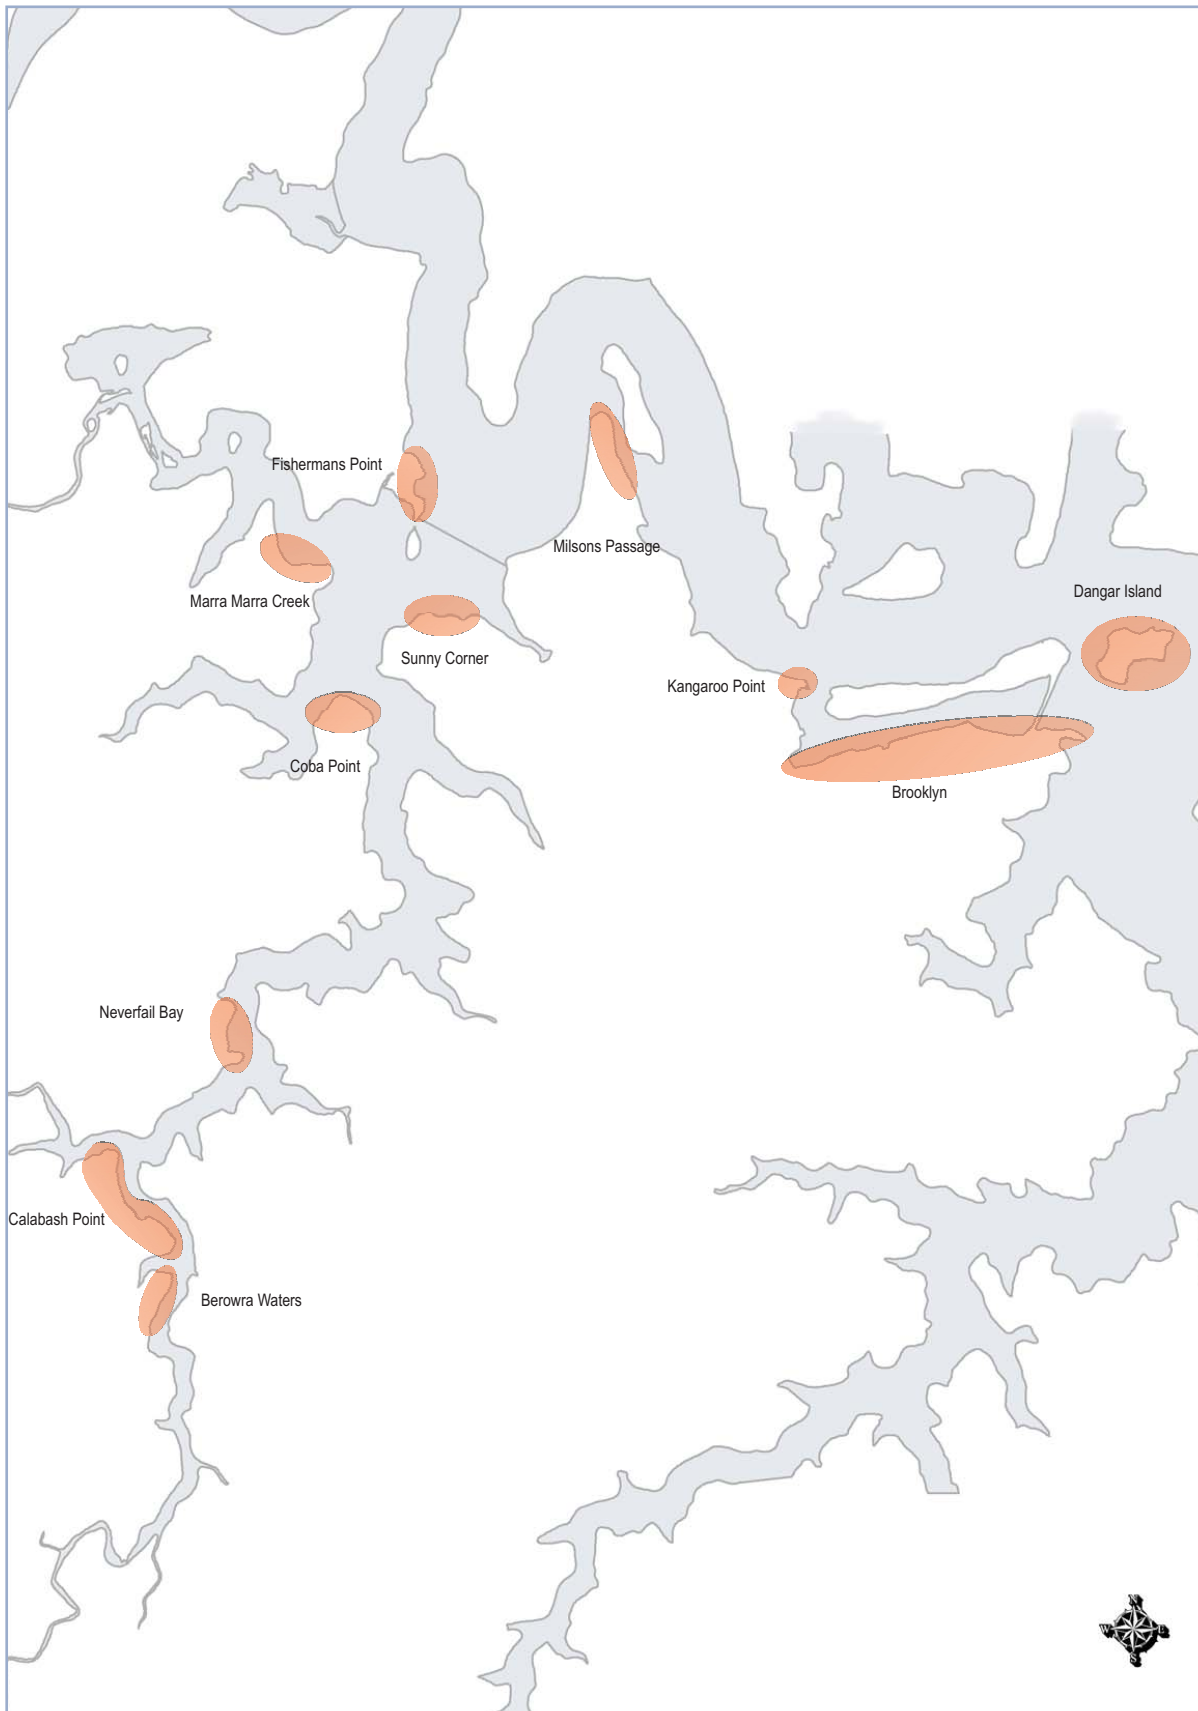 Fishermans Point
Milsons Passage
Marra Marra Creek
Dangar Island
Sunny Corner
Kangaroo Point
Coba Point
Brooklyn
Neverfail Bay
Calabash Point
Berowra Waters
N
W E
S